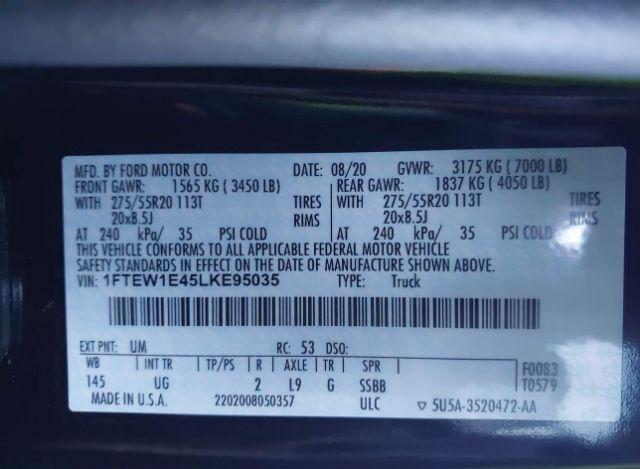 MFD. BY FORD MOTOR CO. DATE: 08/20 GVWR: 3175 KG ( 7000 LB)
FRONT GAWR: 1565 KG ( 3450 LB) REAR GAWR: 1837 KG ( 4050 LB)
WITH 275/55R20 113T TIRES WITH 275/55R20 113T TIRES
20x8.5J RIMS 20x8.5J RIMS
AT 240 kPa/ 35 PSI COLD AT 240 kPa/ 35 PSI COLD
THIS VEHICLE CONFORMS TO ALL APPLICABLE FEDERAL MOTOR VEHICLE
SAFETY STANDARDS IN EFFECT ON THE DATE OF MANUFACTURE SHOWN ABOVE.
VIN: 1FTEW1E45LKE95035 TYPE: Truck
EXT PNT: UM RC: 53 DSO: F0083
WB INT TR TP/PS R AXLE TR SPR T0579
145 UG 2 L9 G SSBB
MADE IN U.S.A. 2202008050357 ULC ▽ 5U5A-3520472-AA